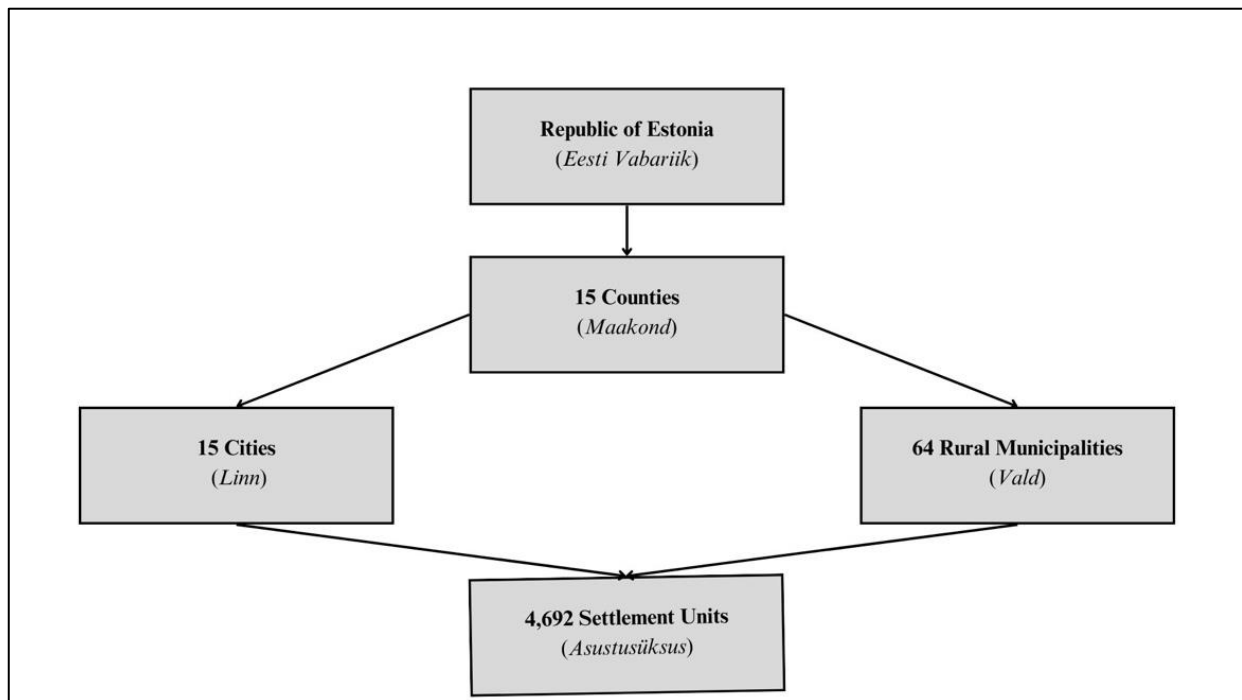 Republic of Estonia
(Eesti Vabariik)
15 Counties
(Maakond)
15 Cities
(Linn)
64 Rural Municipalities
(Vald)
4,692 Settlement Units
(Asustusüksus)